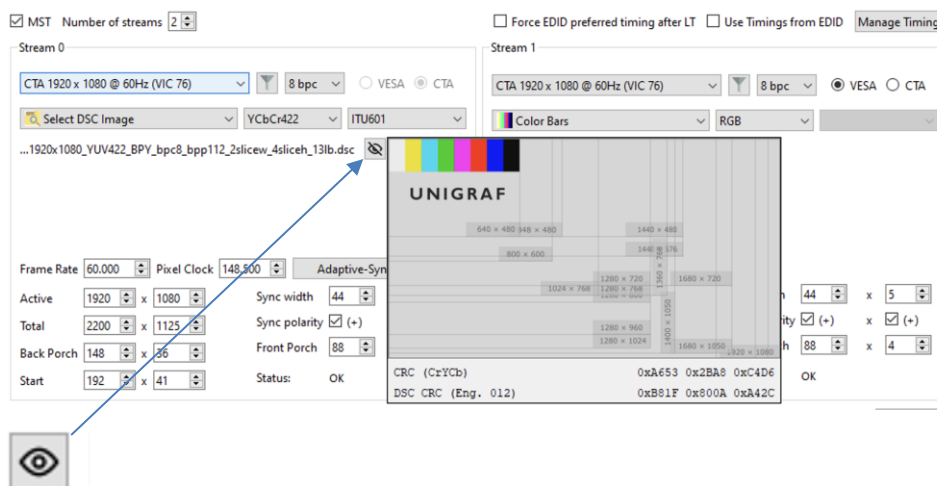 MST Number of streams 2 Force EDID preferred timing after LT Use Timings from EDID Manage Timing
Stream 0 Stream 1
CTA 1920 x 1080 @ 60Hz (VIC 76) 8 bpc VESA CTA CTA 1920 x 1080 @ 60Hz (VIC 76) 8 bpc VESA CTA
Select DSC Image YCbCr422 ITU601 Color Bars RGB
...1920x1080_YUV422_BPY_bpc8_bpp112_2slicew_4sliceh_13lb.dsc
UNIGRAF
640 × 480 848 × 480 1440 × 480
800 × 600 1440 × 576
1360 × 768
1280 × 720 1680 × 720
1024 × 768 1280 × 768
1280 × 800
1400 × 1050
1280 × 960
1280 × 1024 1680 × 1050 1920 × 1080
CRC (CrYCb) 0xA653 0x2BA8 0xC4D6
DSC CRC (Eng. 012) 0xB81F 0x800A 0xA42C
Frame Rate 60.000 Pixel Clock 148.500 Adaptive-Syn
Active 1920 x 1080 Sync width 44 44 x 5
Total 2200 x 1125 Sync polarity (+) ity (+) x (+)
Back Porch 148 x 36 Front Porch 88 h 88 x 4
Start 192 x 41 Status: OK OK